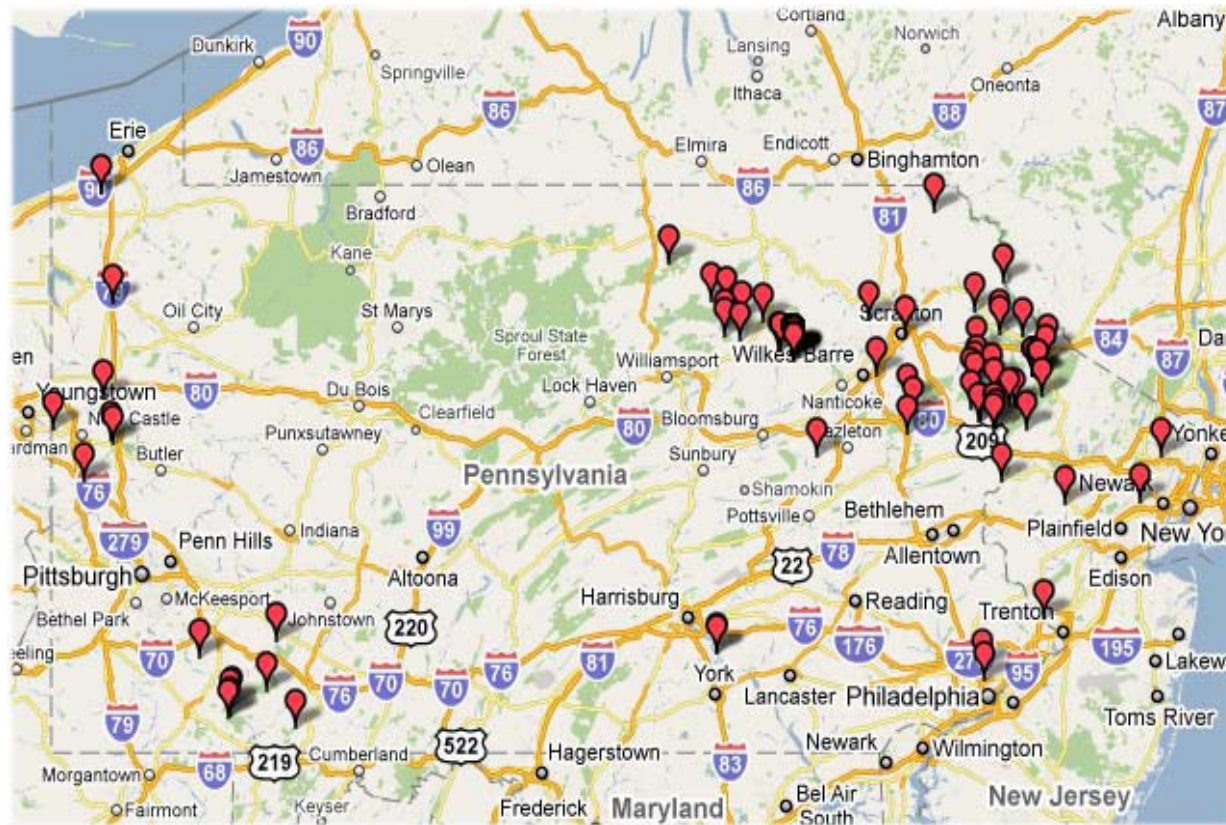 Cortland
Albany
90
Dunkirk
Norwich
Springville
Lansing
Ithaca
Oneonta
86
88
87
Erie
86
Elmira
Endicott
Binghamton
Jamestown
Olean
90
86
Bradford
81
Kane
79
Oil City
St Marys
Sproul State
Forest
Scranton
84
Williamsport
Wilkes Barre
87
Youngstown
80
Lock Haven
Du Bois
Nanticoke
New Castle
Clearfield
80
Bloomsburg
80
Punxsutawney
Hazleton
209
Yonke
ardman
Butler
Sunbury
76
Pennsylvania
Shamokin
Newark
Bethlehem
Pottsville
279
Indiana
99
Plainfield
New Yor
Penn Hills
78
Allentown
22
Pittsburgh
Altoona
Edison
McKeesport
Harrisburg
Reading
Bethel Park
Johnstown
220
76
Trenton
176
195
eeling
70
81
76
95
Lakew
76
70
70
York
Lancaster
Philadelphia
79
Toms River
522
Newark
Wilmington
219
Cumberland
Hagerstown
68
83
Morgantown
Fairmont
Keyser
Frederick
Maryland
Bel Air
South
New Jersey